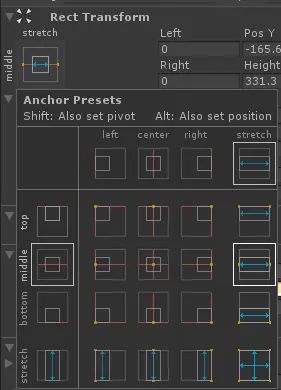 Rect Transform
stretch
Left Pos Y
0 -165.6
Right Height
0 331.3
middle
Anchor Presets
Shift: Also set pivot Alt: Also set position
left center right stretch
top
middle
bottom
stretch